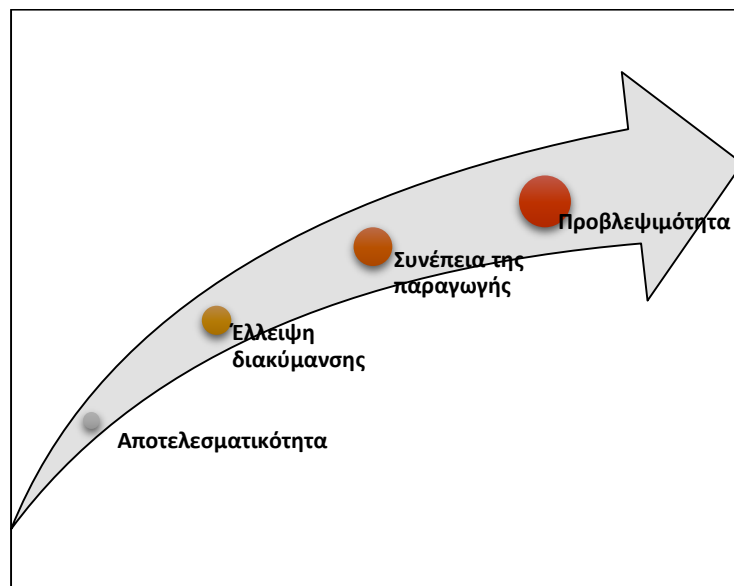 Προβλεψιμότητα
Συνέπεια της
παραγωγής
Έλλειψη
διακύμανσης
Αποτελεσματικότητα